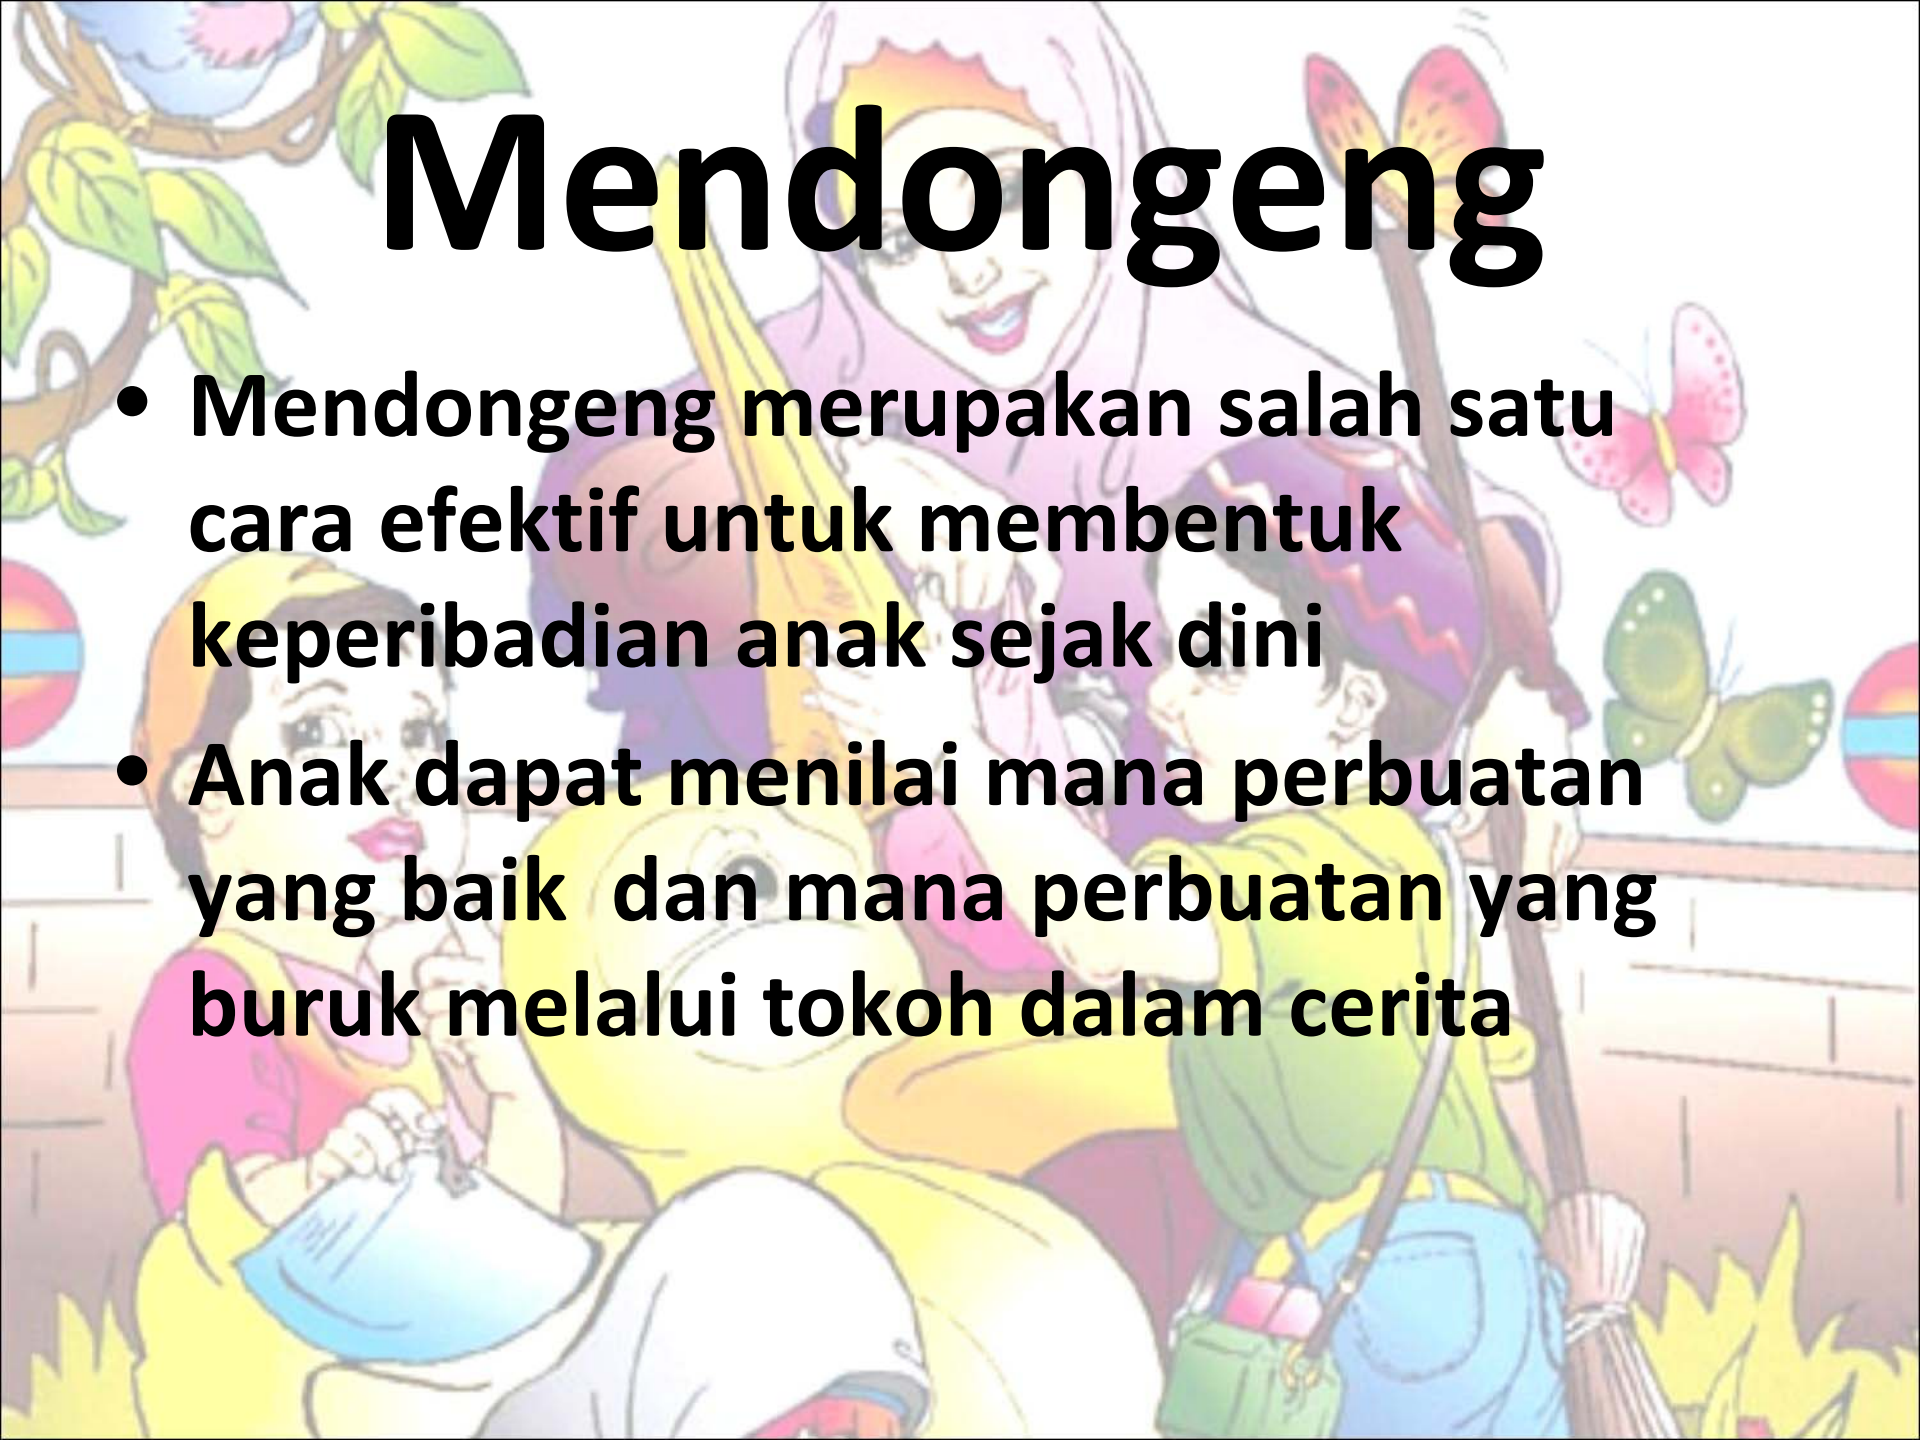 Mendongeng
• Mendongeng merupakan salah satu
cara efektif untuk membentuk
keperibadian anak sejak dini
• Anak dapat menilai mana perbuatan
yang baik  dan mana perbuatan yang
buruk melalui tokoh dalam cerita